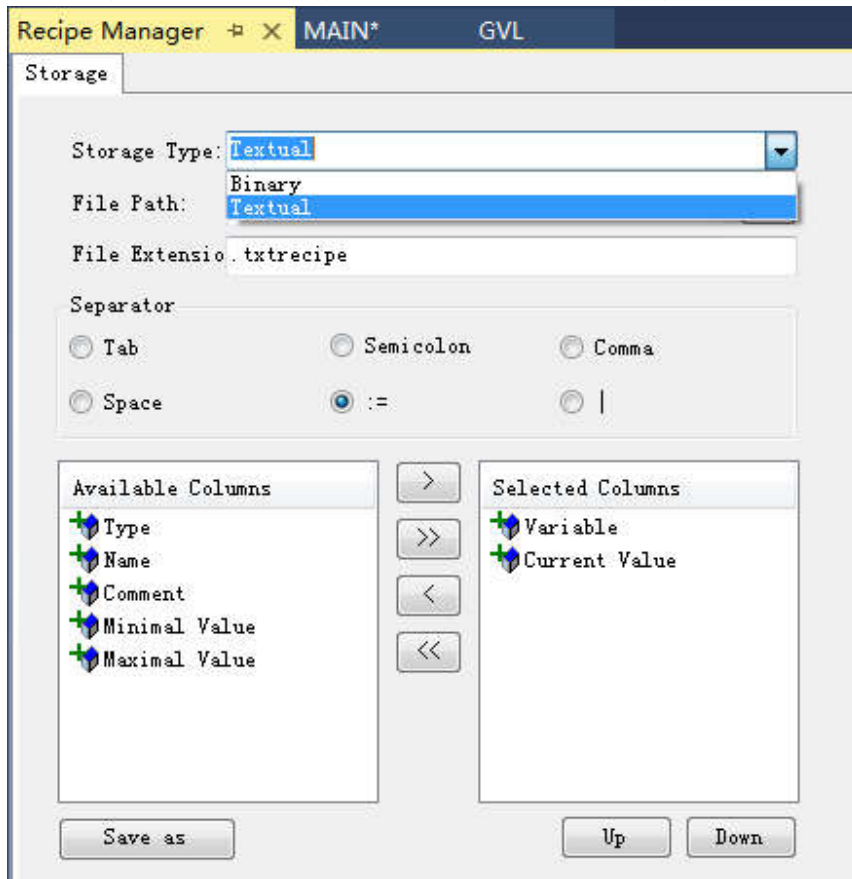 Recipe Manager MAIN* GVL
Storage
Storage Type: Textual
Binary
File Path: Textual
File Extensio .txtrecipe
Separator
Tab Semicolon Comma
Space := |
Available Columns > Selected Columns
Type Variable
Name >> Current Value
Comment <
Minimal Value
Maximal Value <<
Save as Up Down